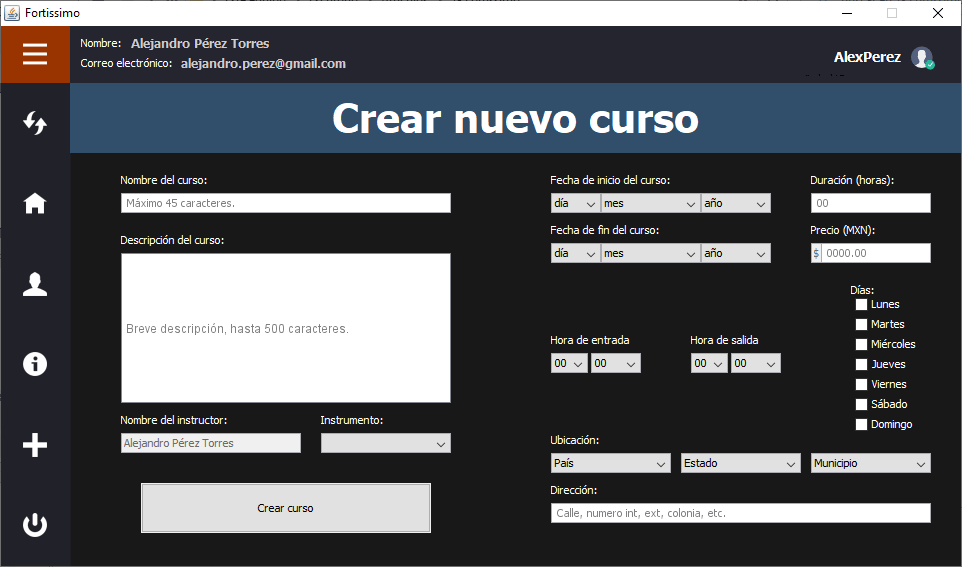 Fortissimo
Nombre: Alejandro Pérez Torres
Correo electrónico: alejandro.perez@gmail.com
AlexPerez
Crear nuevo curso
Nombre del curso:
Máximo 45 caracteres.
Descripción del curso:
Breve descripción, hasta 500 caracteres.
Nombre del instructor:
Alejandro Pérez Torres
Instrumento:
Crear curso
Fecha de inicio del curso:
día mes año
Fecha de fin del curso:
día mes año
Duración (horas):
00
Precio (MXN):
$ 0000.00
Días:
Lunes
Martes
Miércoles
Jueves
Viernes
Sábado
Domingo
Hora de entrada
00 00
Hora de salida
00 00
Ubicación:
País Estado Municipio
Dirección:
Calle, numero int, ext, colonia, etc.